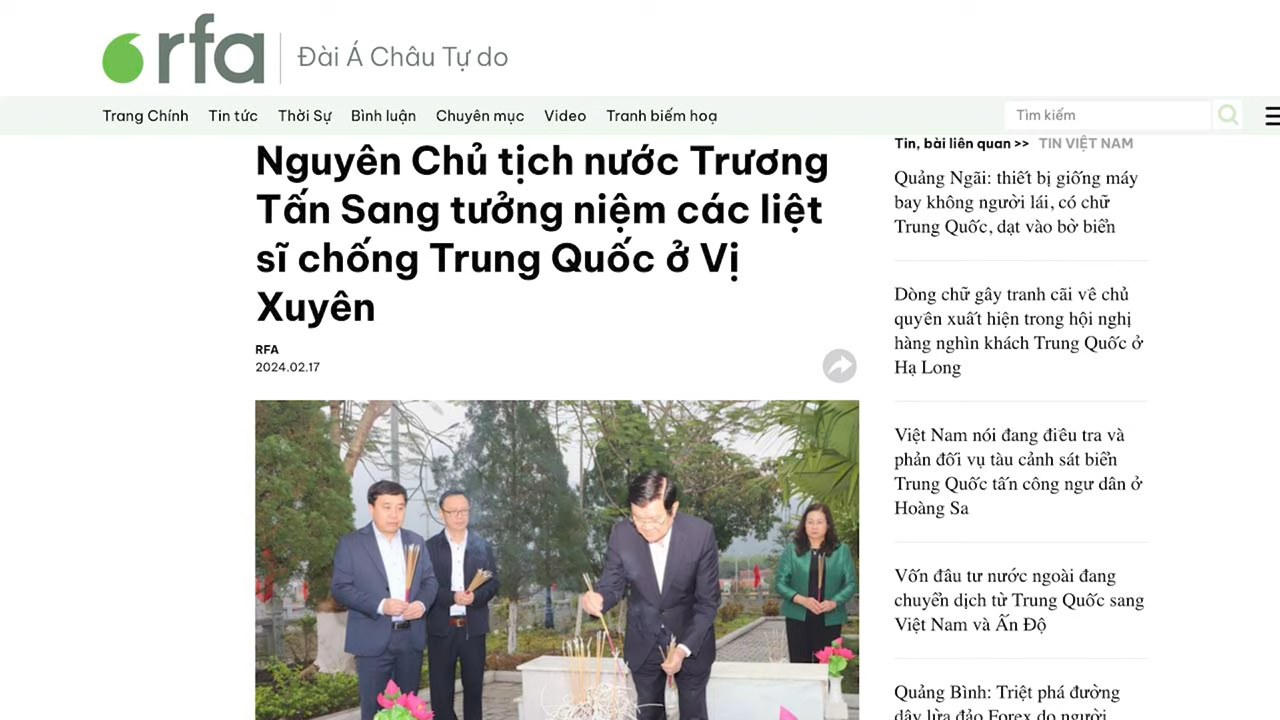 rfa
Đài Á Châu Tự do
Trang Chính Tin tức Thời Sự Bình luận Chuyên mục Video Tranh biếm hoạ
Tìm kiếm
Nguyên Chủ tịch nước Trương
Tấn Sang tưởng niệm các liệt
sĩ chống Trung Quốc ở Vị
Xuyên
RFA
2024.02.17
Tin, bài liên quan >> TIN VIỆT NAM
Quảng Ngãi: thiết bị giống máy
bay không người lái, có chữ
Trung Quốc, dạt vào bờ biển
Dòng chữ gây tranh cãi về chủ
quyền xuất hiện trong hội nghị
hàng nghìn khách Trung Quốc ở
Hạ Long
Việt Nam nói đang điều tra và
phản đối vụ tàu cảnh sát biển
Trung Quốc tấn công ngư dân ở
Hoàng Sa
Vốn đầu tư nước ngoài đang
chuyển dịch từ Trung Quốc sang
Việt Nam và Ấn Độ
Quảng Bình: Triệt phá đường
dây lừa đảo Forex do người